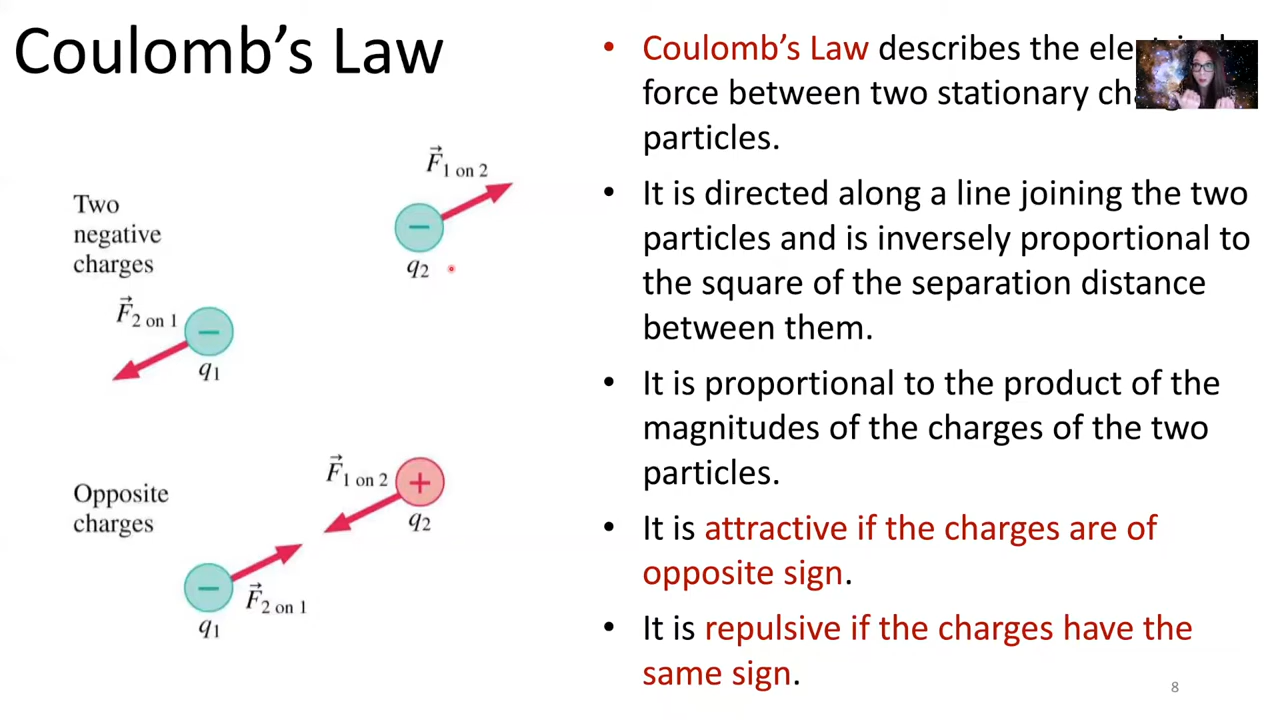 Coulomb's Law
Two
negative
charges
F⃗1 on 2
−
q2
F⃗2 on 1
−
q1
Opposite
charges
F⃗1 on 2
+
q2
−
F⃗2 on 1
q1
• Coulomb's Law describes the
force between two stationary
particles.
• It is directed along a line joining the two
particles and is inversely proportional to
the square of the separation distance
between them.
• It is proportional to the product of the
magnitudes of the charges of the two
particles.
• It is attractive if the charges are of
opposite sign.
• It is repulsive if the charges have the
same sign.
8